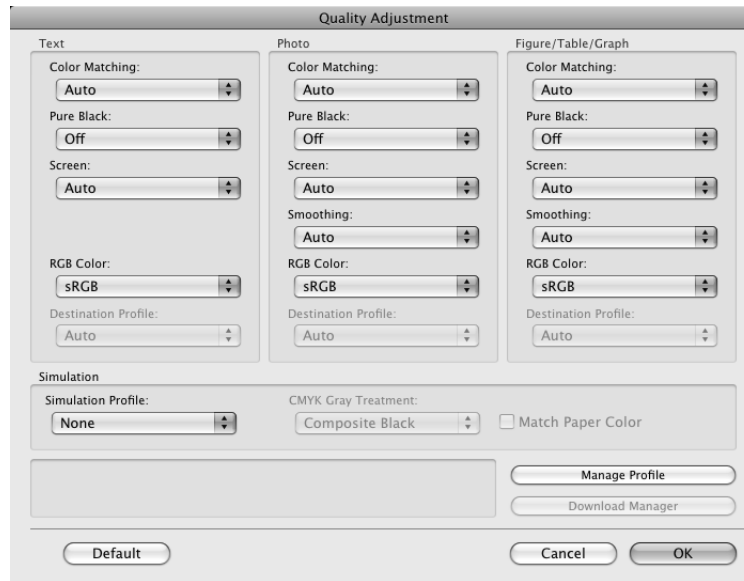 Quality Adjustment
Text
Color Matching:
Auto
Pure Black:
Off
Screen:
Auto
RGB Color:
sRGB
Destination Profile:
Auto
Photo
Color Matching:
Auto
Pure Black:
Off
Screen:
Auto
Smoothing:
Auto
RGB Color:
sRGB
Destination Profile:
Auto
Figure/Table/Graph
Color Matching:
Auto
Pure Black:
Off
Screen:
Auto
Smoothing:
Auto
RGB Color:
sRGB
Destination Profile:
Auto
Simulation
Simulation Profile:
None
CMYK Gray Treatment:
Composite Black
Match Paper Color
Manage Profile
Download Manager
Default
Cancel
OK